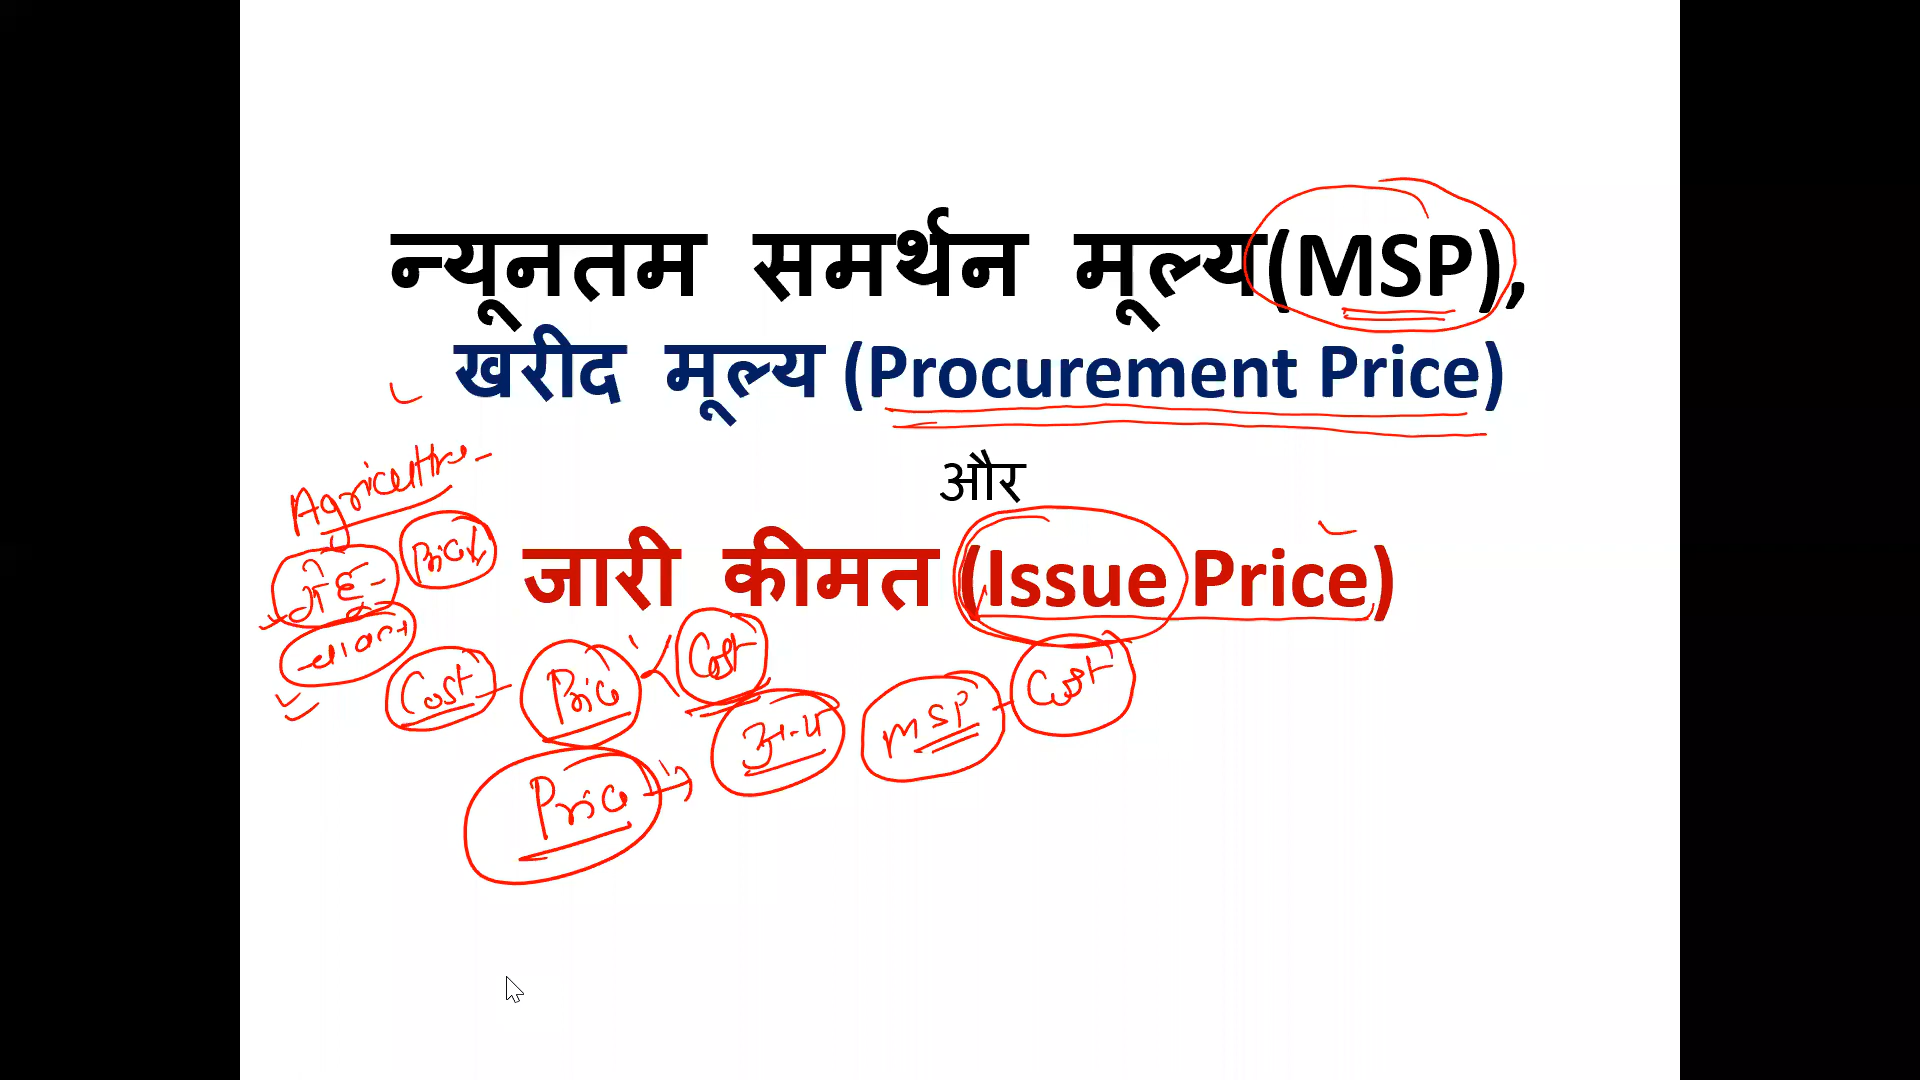 न्यूनतम समर्थन मूल्य(MSP),
खरीद मूल्य (Procurement Price)
और
जारी कीमत (Issue Price)
Agriculture
गेहूँ Price
Cost Price Cost
अन्य MSP Cost
Price